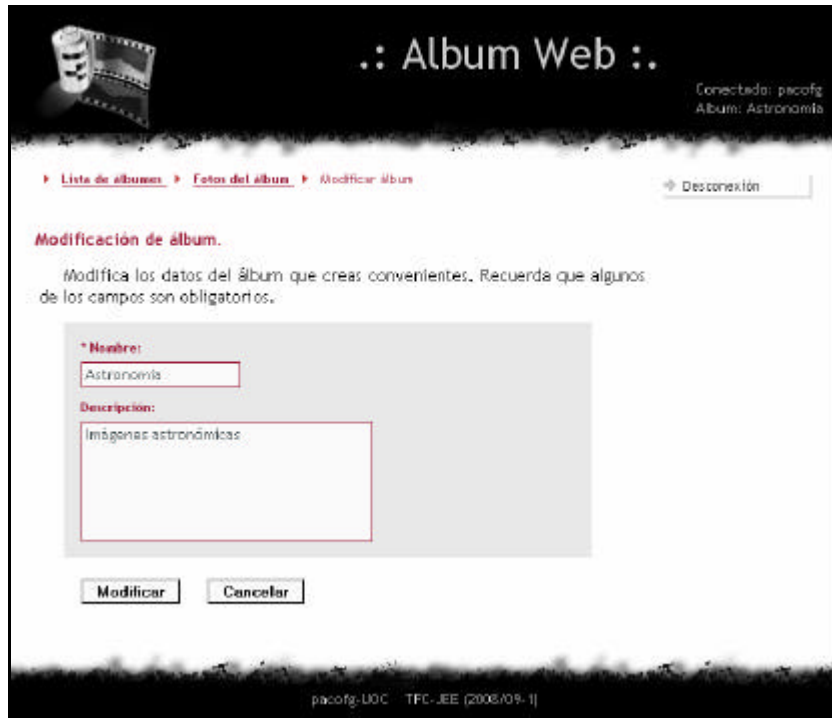 .: Album Web :.
Conectado: pacofg
Album: Astronomía
Lista de álbumes
Fotos del álbum
Modificar álbum
Desconexión
Modificación de álbum.
Modifica los datos del álbum que creas convenientes. Recuerda que algunos
de los campos son obligatorios.
* Nombre:
Astronomía
Descripción:
Imágenes astronómicas
Modificar
Cancelar
pacofg-UOC TFC-JEE (2008/09-1)